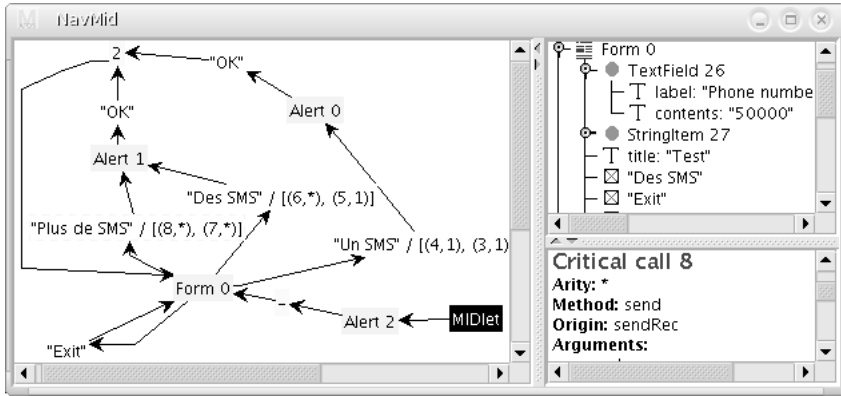 NavMid
2
"OK"
Alert 0
"OK"
Alert 1
"Des SMS" / [(6,*), (5,1)]
"Plus de SMS" / [(8,*), (7,*)]
"Un SMS" / [(4,1), (3,1)
Form 0
-
Alert 2
MIDlet
"Exit"
Form 0
TextField 26
T label: "Phone numbe
T contents: "50000"
StringItem 27
T title: "Test"
"Des SMS"
"Exit"
Critical call 8
Arity: *
Method: send
Origin: sendRec
Arguments: